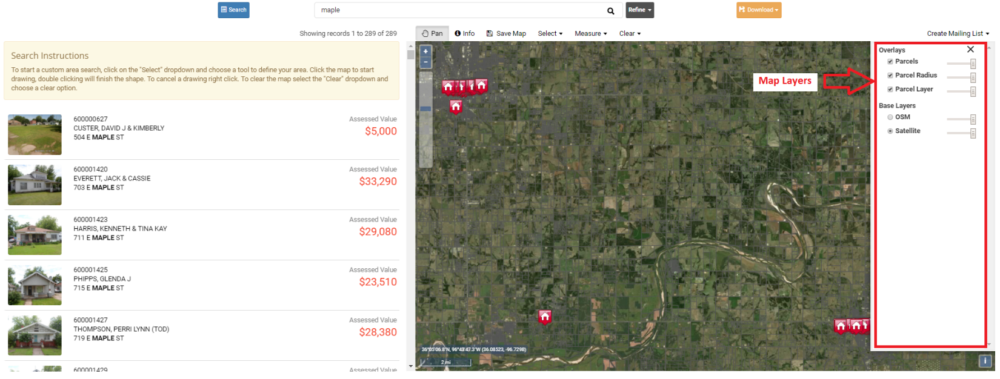 Search
maple
Refine
Download
Showing records 1 to 289 of 289
Pan
Info
Save Map
Select
Measure
Clear
Create Mailing List
Search Instructions
To start a custom area search, click on the "Select" dropdown and choose a tool to define your area. Click the map to start
drawing, double clicking will finish the shape. To cancel a drawing right click. To clear the map select the "Clear" dropdown and
choose a clear option.
600000627
Assessed Value
CUSTER, DAVID J & KIMBERLY
$5,000
504 E MAPLE ST
600001420
Assessed Value
EVERETT, JACK & CASSIE
$33,290
703 E MAPLE ST
600001423
Assessed Value
HARRIS, KENNETH & TINA KAY
$29,080
711 E MAPLE ST
600001425
Assessed Value
PHIPPS, GLENDA J
$23,510
715 E MAPLE ST
600001427
Assessed Value
THOMPSON, PERRI LYNN (TOD)
$28,380
719 E MAPLE ST
600001429
Assessed Value
+
−
Map Layers
Overlays
Parcels
Parcel Radius
Parcel Layer
Base Layers
OSM
Satellite
36°05'06.8"N, 96°43'47.3"W (36.08523, -96.7298)
2 mi
i